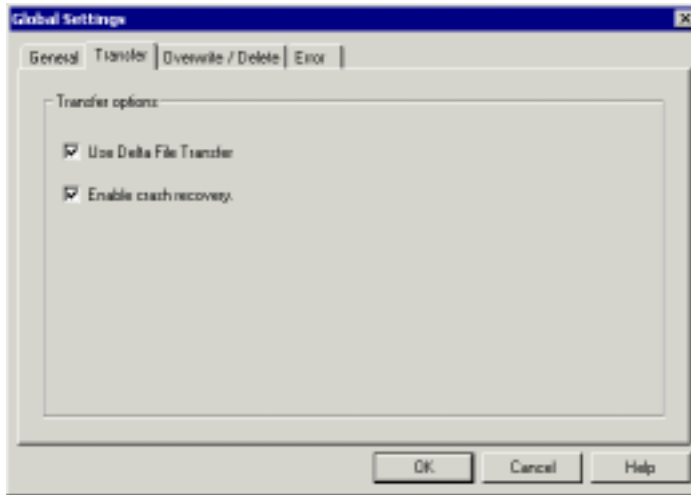 Global Settings
General Transfer Overwrite / Delete Error
Transfer options
Use Delta File Transfer
Enable crash recovery.
OK Cancel Help